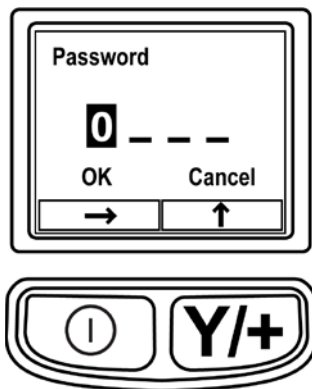 Password
0 _ _ _
OK Cancel
→ ↑
Y/+